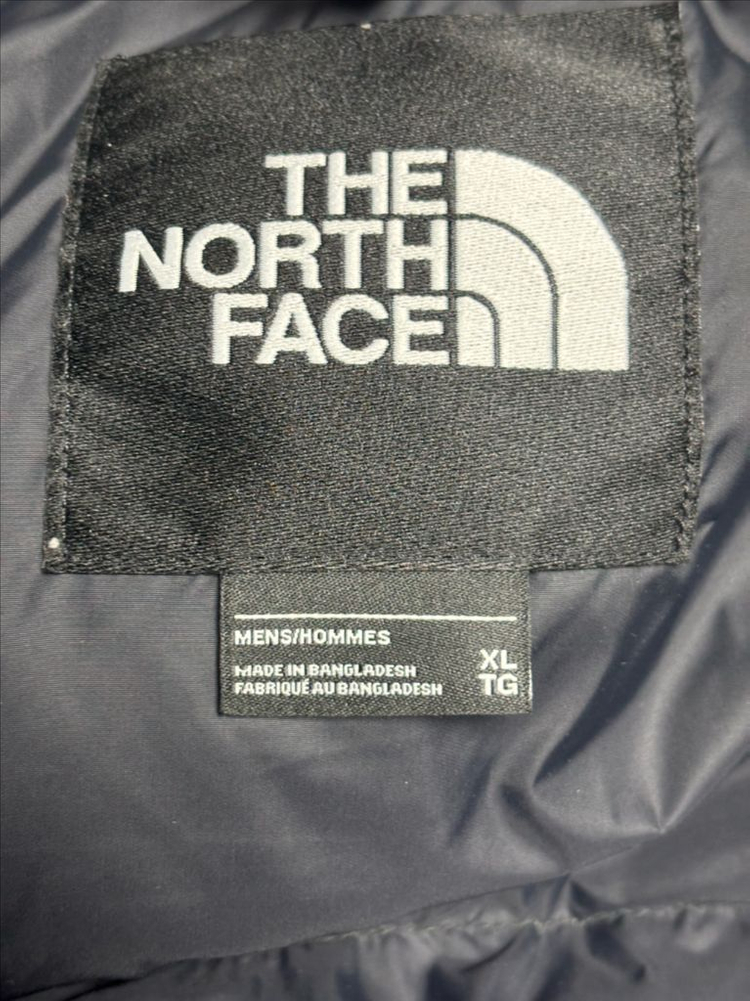 THE
NORTH
FACE
MENS/HOMMES
MADE IN BANGLADESH
FABRIQUÉ AU BANGLADESH
XL
TG